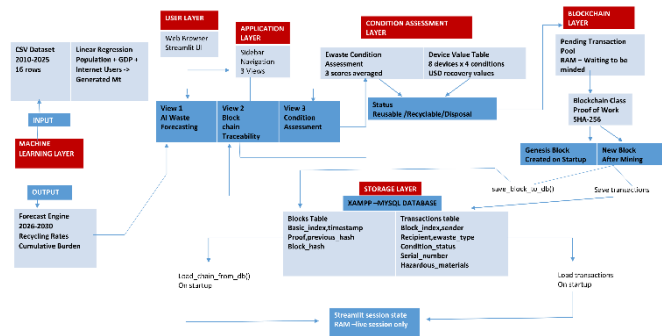 USER LAYER
Web Browser
Streamlit UI
APPLICATION
LAYER
Sidebar
Navigation
3 Views
CONDITION ASSESSMENT
LAYER
BLOCKCHAIN
LAYER
CSV Dataset
2010-2025
16 rows
Linear Regression
Population + GDP +
Internet Users ->
Generated Mt
Ewaste Condition
Assessment
3 scores averaged
Device Value Table
8 devices x 4 conditions
USD recovery values
Pending Transaction
Pool
RAM – Waiting to be
minded
INPUT
MACHINE
LEARNING LAYER
OUTPUT
View 1
AI Waste
Forecasting
View 2
Block
chain
Traceability
View 3
Condition
Assessment
Status
Reusable /Recyclable/Disposal
Blockchain Class
Proof of Work
SHA-256
Genesis Block
Created on Startup
New Block
After Mining
Forecast Engine
2026-2030
Recycling Rates
Cumulative Burden
STORAGE LAYER
XAMPP –MYSQL DATABASE
save_block_to_db()
Save transactions
Blocks Table
Basic_index,timestamp
Proof,previous_hash
Block_hash
Transactions table
Block_index,sender
Recipient,ewaste_type
Condition_status
Serial_number
Hazardous_materials
Load_chain_from_db()
On startup
Load transactions
On startup
Streamlit session state
RAM –live session only